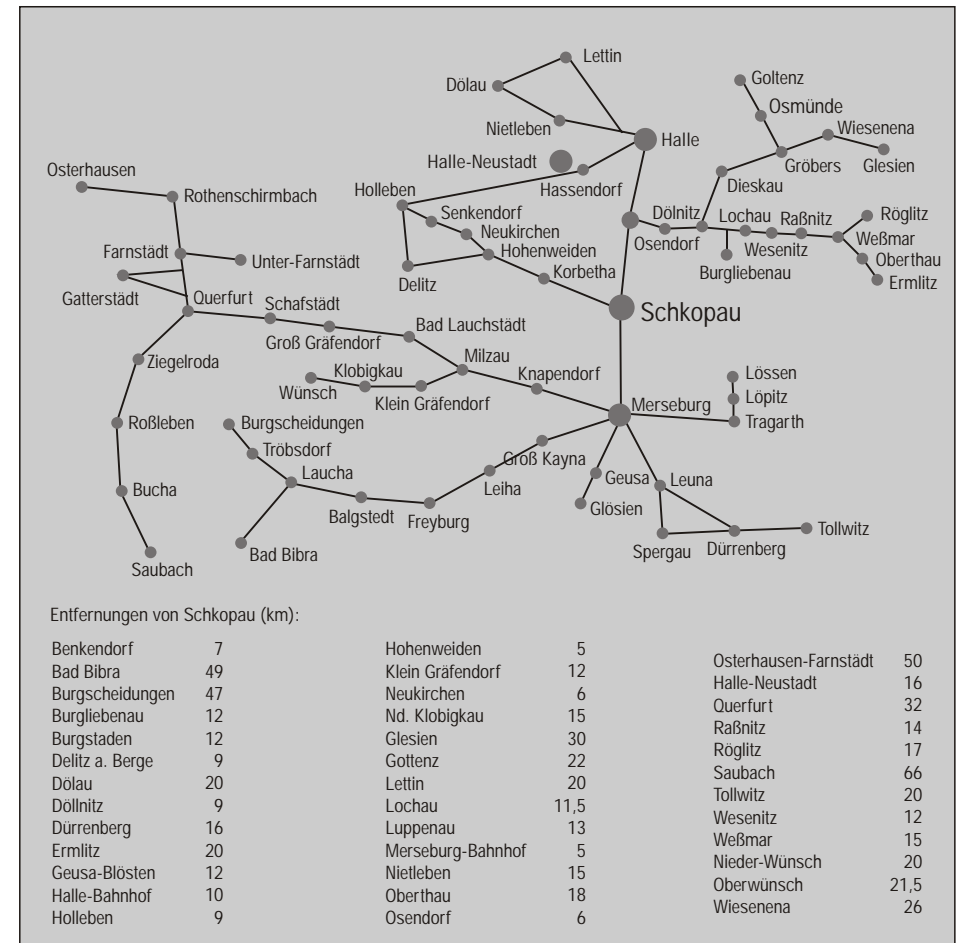 Lettin
Dölau
Goltenz
Osmünde
Nietleben
Wiesenena
Halle
Halle-Neustadt
Gröbers
Glesien
Osterhausen
Hassendorf
Dieskau
Rothenschirmbach
Holleben
Senkendorf
Dölnitz
Lochau
Raßnitz
Röglitz
Neukirchen
Osendorf
Wesenitz
Weßmar
Farnstädt
Unter-Farnstädt
Hohenweiden
Burgliebenau
Oberthau
Gatterstädt
Delitz
Korbetha
Ermlitz
Querfurt
Schafstädt
Schkopau
Groß Gräfendorf
Bad Lauchstädt
Ziegelroda
Milzau
Klobigkau
Knapendorf
Lössen
Wünsch
Klein Gräfendorf
Löpitz
Merseburg
Tragarth
Roßleben
Burgscheidungen
Tröbsdorf
Groß Kayna
Laucha
Geusa
Leuna
Bucha
Leiha
Glösien
Balgstedt
Freyburg
Tollwitz
Bad Bibra
Spergau
Dürrenberg
Saubach
Entfernungen von Schkopau (km):
Benkendorf 7
Bad Bibra 49
Burgscheidungen 47
Burgliebenau 12
Burgstaden 12
Delitz a. Berge 9
Dölau 20
Döllnitz 9
Dürrenberg 16
Ermlitz 20
Geusa-Blösten 12
Halle-Bahnhof 10
Holleben 9
Hohenweiden 5
Klein Gräfendorf 12
Neukirchen 6
Nd. Klobigkau 15
Glesien 30
Gottenz 22
Lettin 20
Lochau 11,5
Luppenau 13
Merseburg-Bahnhof 5
Nietleben 15
Oberthau 18
Osendorf 6
Osterhausen-Farnstädt 50
Halle-Neustadt 16
Querfurt 32
Raßnitz 14
Röglitz 17
Saubach 66
Tollwitz 20
Wesenitz 12
Weßmar 15
Nieder-Wünsch 20
Oberwünsch 21,5
Wiesenena 26